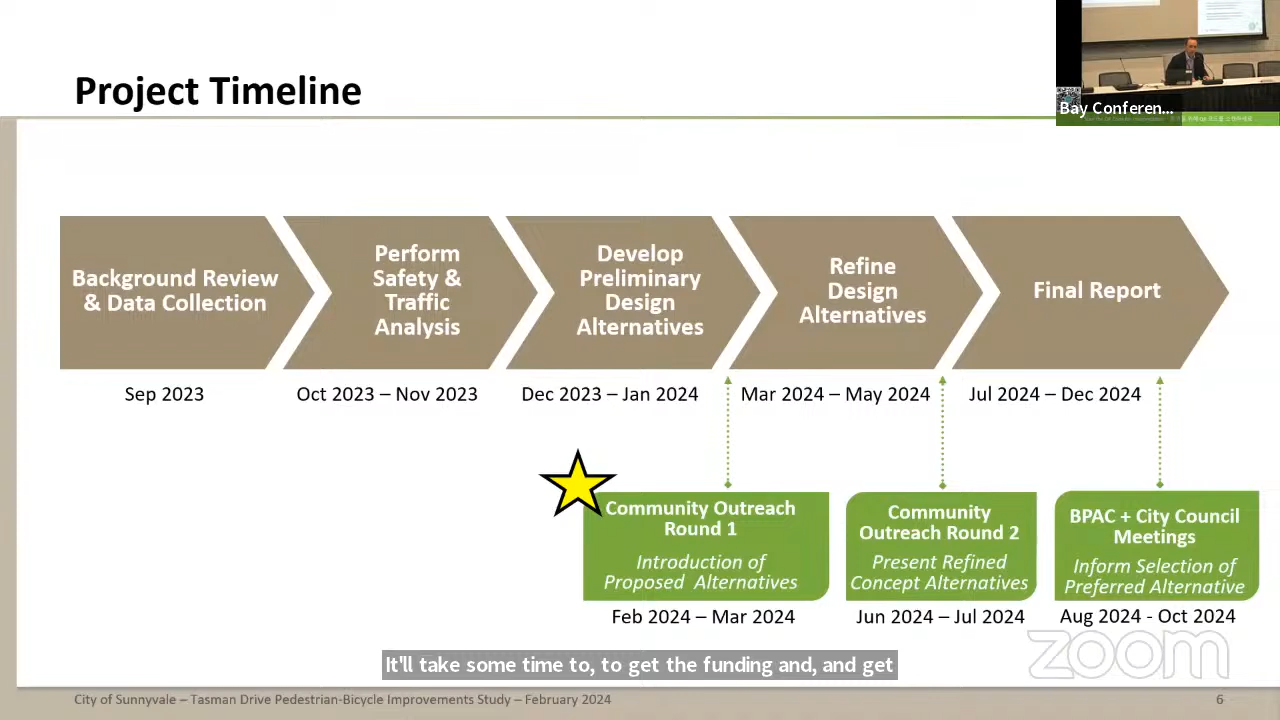 Project Timeline
Bay Conferen...
Background Review
& Data Collection
Perform
Safety &
Traffic
Analysis
Develop
Preliminary
Design
Alternatives
Refine
Design
Alternatives
Final Report
Sep 2023
Oct 2023 – Nov 2023
Dec 2023 – Jan 2024
Mar 2024 – May 2024
Jul 2024 – Dec 2024
Community Outreach
Round 1
Introduction of
Proposed Alternatives
Feb 2024 – Mar 2024
Community
Outreach Round 2
Present Refined
Concept Alternatives
Jun 2024 – Jul 2024
BPAC + City Council
Meetings
Inform Selection of
Preferred Alternative
Aug 2024 - Oct 2024
zoom
It'll take some time to, to get the funding and, and get
City of Sunnyvale – Tasman Drive Pedestrian-Bicycle Improvements Study – February 2024
6